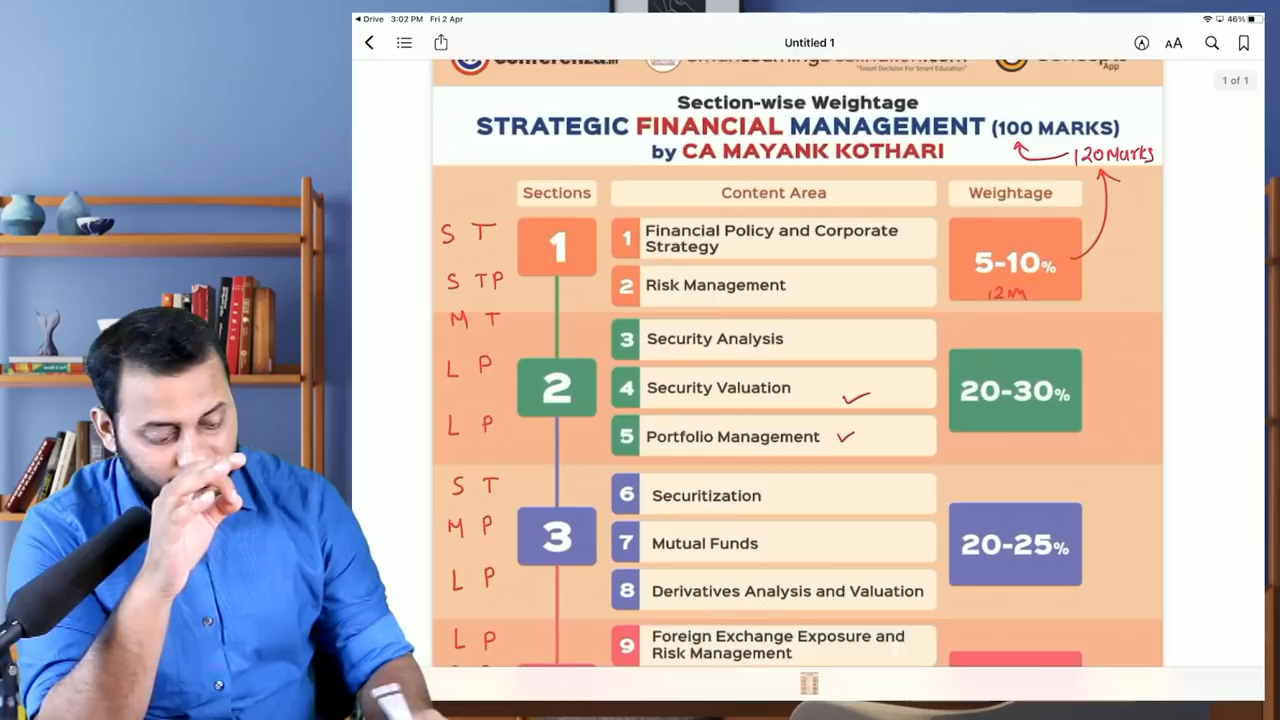 Drive 3:02 PM Fri 2 Apr
46%
Untitled 1
AA
1 of 1
"Smart Decision For Smart Education"
App
Section-wise Weightage
STRATEGIC FINANCIAL MANAGEMENT (100 MARKS)
120 Marks
by CA MAYANK KOTHARI
Sections Content Area Weightage
S T 1 1 Financial Policy and Corporate
Strategy
5-10%
12M
S TP 2 Risk Management
M T 3 Security Analysis
L P 2 4 Security Valuation
20-30%
L P 5 Portfolio Management
S T 6 Securitization
M P 3 7 Mutual Funds
20-25%
L P 8 Derivatives Analysis and Valuation
L P 9 Foreign Exchange Exposure and
Risk Management